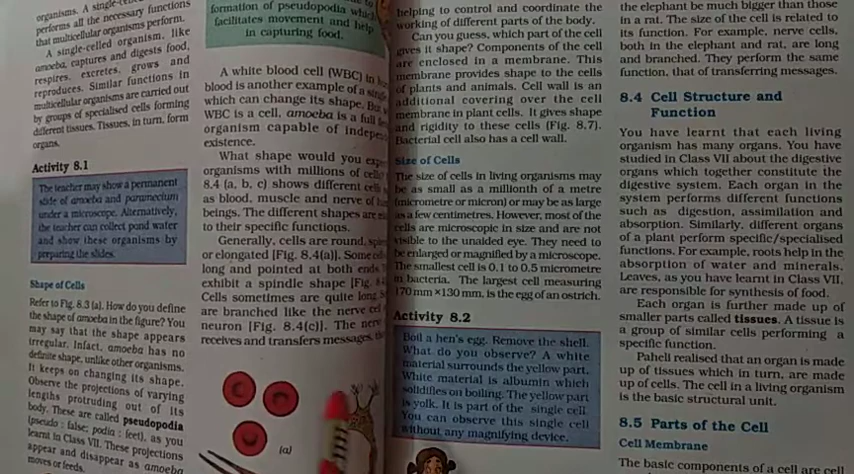 organisms. A single-cel
performs all the necessary functions
that multicellular organisms perform.
A single-celled organism, like
amoeba, captures and digests food,
respires, excretes, grows and
reproduces. Similar functions in
multicellular organisms are carried out
by groups of specialised cells forming
different tissues. Tissues, in turn, form
organs.
Activity 8.1
The teacher may show a permanent
slide of amoeba and paramecium
under a microscope. Alternatively,
the teacher can collect pond water
and show these organisms by
preparing the slides.
Shape of Cells
Refer to Fig. 8.3 (a). How do you define
the shape of amoeba in the figure? You
may say that the shape appears
irregular. Infact, amoeba has no
definite shape, unlike other organisms.
It keeps on changing its shape.
Observe the projections of varying
lengths protruding out of its
body. These are called pseudopodia
(pseudo : false; podia : feet), as you
learnt in Class VII. These projections
appear and disappear as amoeba
moves or feeds.
formation of pseudopodia which
facilitates movement and help
in capturing food.
A white blood cell (WBC) in
blood is another example of a
which can change its shape.
WBC is a cell, amoeba is a full
organism capable of
existence.
What shape would you
organisms with millions of
8.4 (a, b, c) shows different cells
as blood, muscle and nerve of
beings. The different shapes are
to their specific functions.
Generally, cells are round,
or elongated [Fig. 8.4(a)]. Some
long and pointed at both ends.
exhibit a spindle shape
Cells sometimes are quite long.
are branched like the nerve
neuron [Fig. 8.4(c)]. The
receives and transfers messages,
(a)
helping to control and coordinate the
working of different parts of the body.
Can you guess, which part of the cell
gives it shape? Components of the cell
are enclosed in a membrane. This
membrane provides shape to the cells
of plants and animals. Cell wall is an
additional covering over the cell
membrane in plant cells. It gives shape
and rigidity to these cells (Fig. 8.7).
Bacterial cell also has a cell wall.
Size of Cells
The size of cells in living organisms may
be as small as a millionth of a metre
(micrometre or micron) or may be as large
as a few centimetres. However, most of the
cells are microscopic in size and are not
visible to the unaided eye. They need to
be enlarged or magnified by a microscope.
The smallest cell is 0.1 to 0.5 micrometre
in bacteria. The largest cell measuring
170 mm ×130 mm, is the egg of an ostrich.
Activity 8.2
Boil a hen's egg. Remove the shell.
What do you observe? A white
material surrounds the yellow part.
White material is albumin which
solidifies on boiling. The yellow part
is yolk. It is part of the single cell.
You can observe this single cell
without any magnifying device.
the elephant be much bigger than those
in a rat. The size of the cell is related to
its function. For example, nerve cells,
both in the elephant and rat, are long
and branched. They perform the same
function, that of transferring messages.
8.4 Cell Structure and
Function
You have learnt that each living
organism has many organs. You have
studied in Class VII about the digestive
organs which together constitute the
digestive system. Each organ in the
system performs different functions
such as digestion, assimilation and
absorption. Similarly, different organs
of a plant perform specific/specialised
functions. For example, roots help in the
absorption of water and minerals.
Leaves, as you have learnt in Class VII,
are responsible for synthesis of food.
Each organ is further made up of
smaller parts called tissues. A tissue is
a group of similar cells performing a
specific function.
Paheli realised that an organ is made
up of tissues which in turn, are made
up of cells. The cell in a living organism
is the basic structural unit.
8.5 Parts of the Cell
Cell Membrane
The basic components of a cell are cell